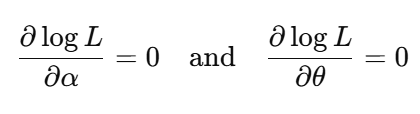 ∂ log L / ∂α = 0 and ∂ log L / ∂θ = 0